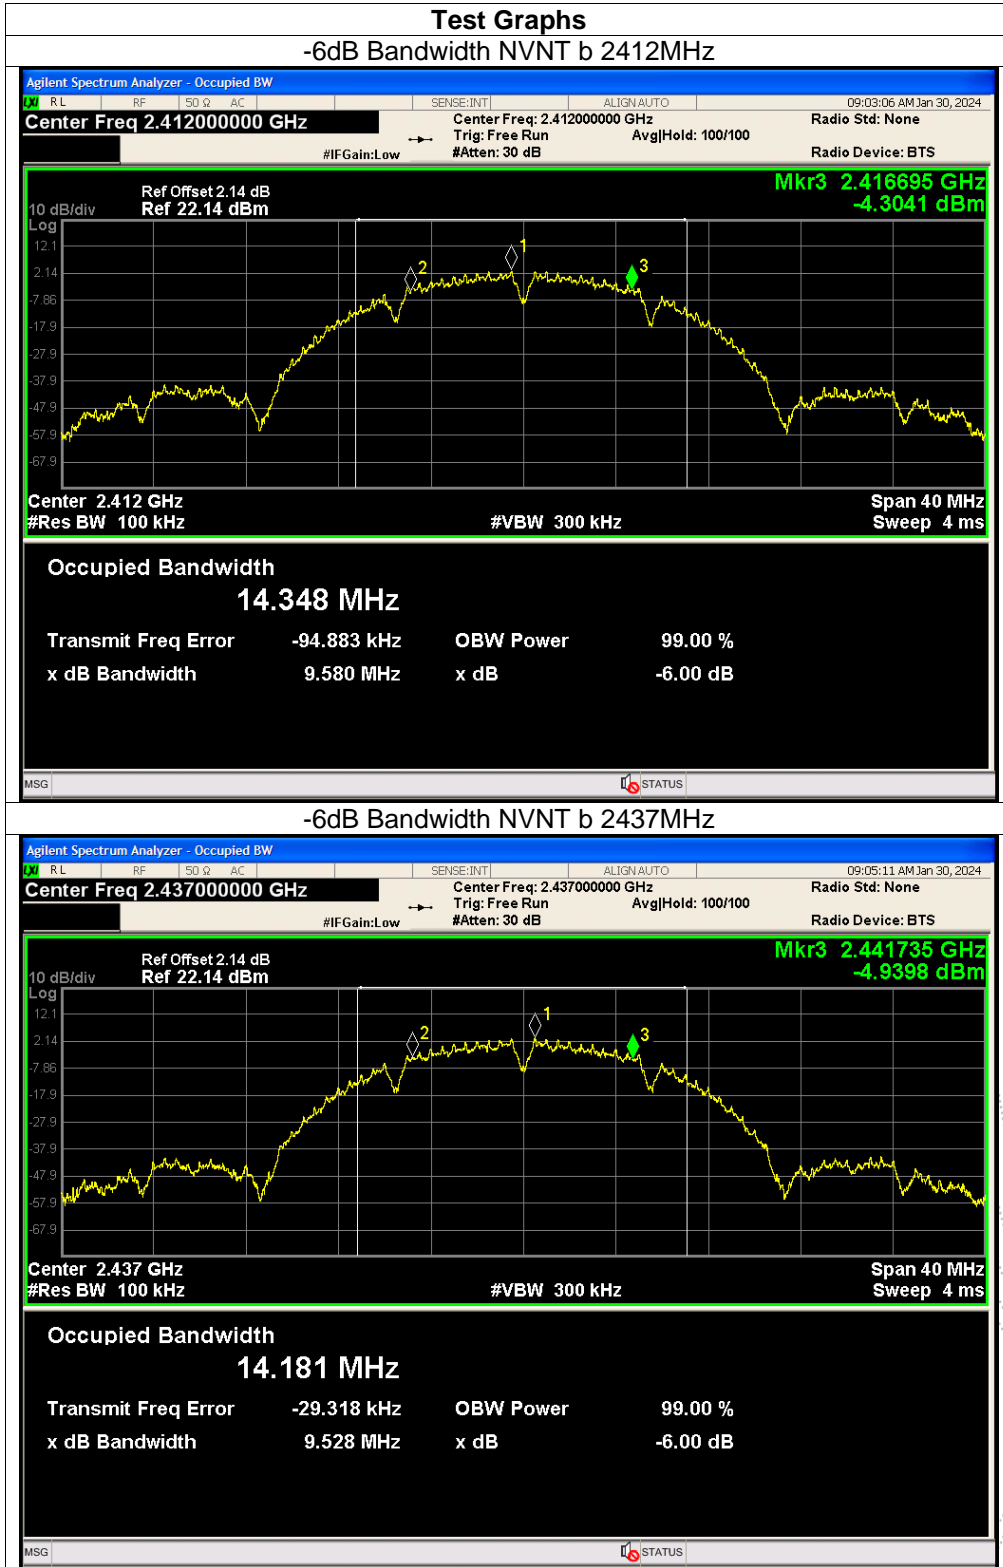 Test Graphs
-6dB Bandwidth NVNT b 2412MHz
Agilent Spectrum Analyzer - Occupied BW
LXI RL RF 50 Ω AC SENSE:INT ALIGNAUTO 09:03:06 AM Jan 30, 2024
Center Freq 2.412000000 GHz Center Freq: 2.412000000 GHz Radio Std: None
Trig: Free Run Avg|Hold: 100/100
#IFGain:Low #Atten: 30 dB Radio Device: BTS
Mkr3 2.416695 GHz
Ref Offset 2.14 dB
10 dB/div Ref 22.14 dBm -4.3041 dBm
Log
12.1
1
2.14
2
3
-7.86
-17.9
-27.9
-37.9
-47.9
-57.9
-67.9
Center 2.412 GHz Span 40 MHz
#Res BW 100 kHz #VBW 300 kHz Sweep 4 ms
Occupied Bandwidth
14.348 MHz
Transmit Freq Error -94.883 kHz OBW Power 99.00 %
x dB Bandwidth 9.580 MHz x dB -6.00 dB
MSG STATUS
-6dB Bandwidth NVNT b 2437MHz
Agilent Spectrum Analyzer - Occupied BW
LXI RL RF 50 Ω AC SENSE:INT ALIGNAUTO 09:05:11 AM Jan 30, 2024
Center Freq 2.437000000 GHz Center Freq: 2.437000000 GHz Radio Std: None
Trig: Free Run Avg|Hold: 100/100
#IFGain:Low #Atten: 30 dB Radio Device: BTS
Mkr3 2.441735 GHz
Ref Offset 2.14 dB
10 dB/div Ref 22.14 dBm -4.9398 dBm
Log
12.1
1
2.14
2
3
-7.86
-17.9
-27.9
-37.9
-47.9
-57.9
-67.9
Center 2.437 GHz Span 40 MHz
#Res BW 100 kHz #VBW 300 kHz Sweep 4 ms
Occupied Bandwidth
14.181 MHz
Transmit Freq Error -29.318 kHz OBW Power 99.00 %
x dB Bandwidth 9.528 MHz x dB -6.00 dB
MSG STATUS